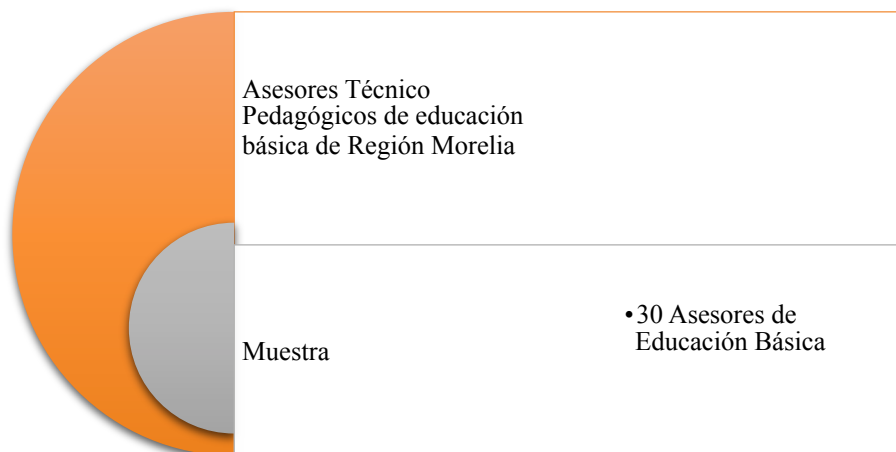 Asesores Técnico
Pedagógicos de educación
básica de Región Morelia
Muestra
•30 Asesores de
Educación Básica